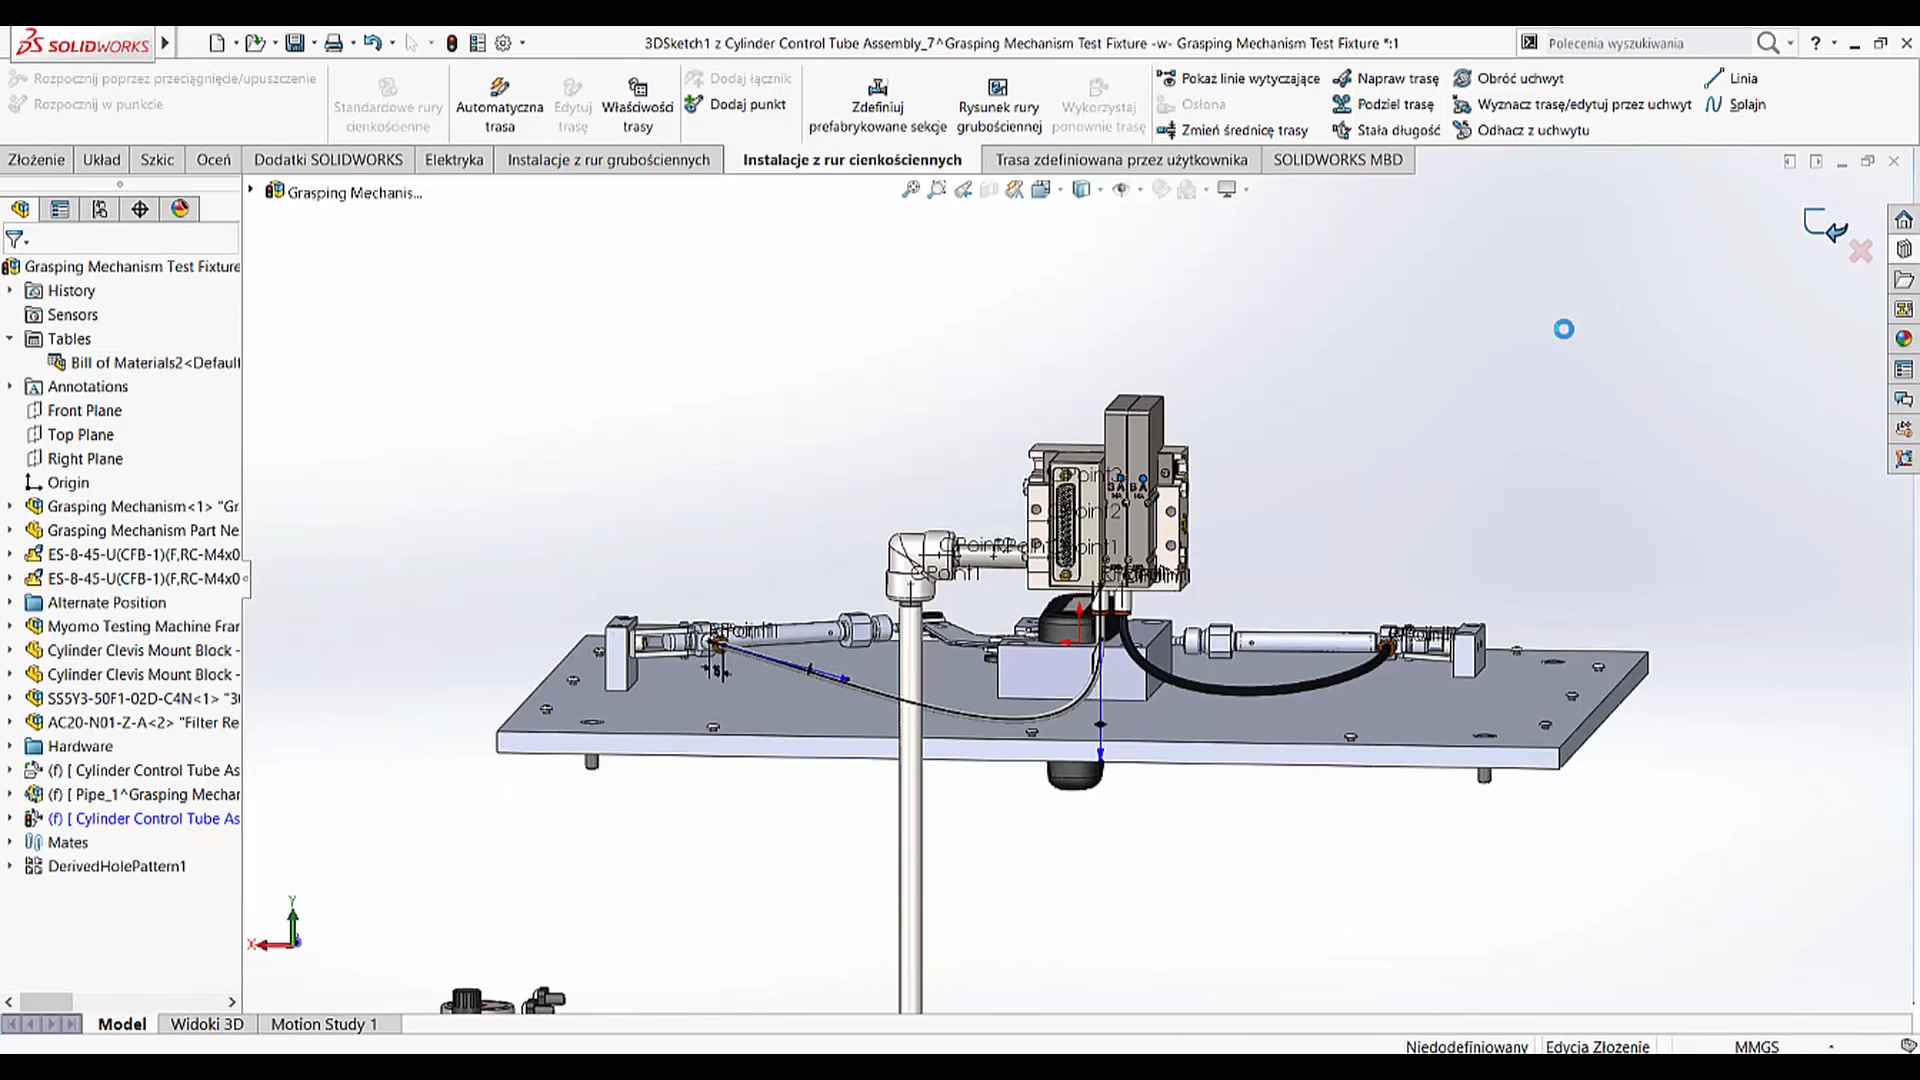 SOLIDWORKS
3DSketch1 z Cylinder Control Tube Assembly_7^Grasping Mechanism Test Fixture -w- Grasping Mechanism Test Fixture *:1
Polecenia wyszukiwania
?
Rozpocznij poprzez przeciągnięcie/upuszczenie
Rozpocznij w punkcie
Standardowe rury
cienkościenne
Automatyczna
trasa
Edytuj
trasę
Właściwości
trasy
Dodaj łącznik
Dodaj punkt
Zdefiniuj
prefabrykowane sekcje
Rysunek rury
grubościennej
Wykorzystaj
ponownie trasę
Pokaż linie wytyczające
Osłona
Zmień średnicę trasy
Napraw trasę
Podziel trasę
Stała długość
Obróć uchwyt
Wyznacz trasę/edytuj przez uchwyt
Odhacz z uchwytu
Linia
Splajn
Złożenie
Układ
Szkic
Oceń
Dodatki SOLIDWORKS
Elektryka
Instalacje z rur grubościennych
Instalacje z rur cienkościennych
Trasa zdefiniowana przez użytkownika
SOLIDWORKS MBD
Grasping Mechanis...
Grasping Mechanism Test Fixture
History
Sensors
Tables
Bill of Materials2<Default
Annotations
Front Plane
Top Plane
Right Plane
Origin
Grasping Mechanism<1> "Gr
Grasping Mechanism Part Ne
ES-8-45-U(CFB-1)(F,RC-M4x0
ES-8-45-U(CFB-1)(F,RC-M4x0
Alternate Position
Myomo Testing Machine Frar
Cylinder Clevis Mount Block -
Cylinder Clevis Mount Block -
SS5Y3-50F1-02D-C4N<1> "3
AC20-N01-Z-A<2> "Filter Re
Hardware
(f) [ Cylinder Control Tube As
(f) [ Pipe_1^Grasping Mechar
(f) [ Cylinder Control Tube As
Mates
DerivedHolePattern1
Y
X
Model
Widoki 3D
Motion Study 1
Niedodefiniowany
Edycja Złożenie
MMGS